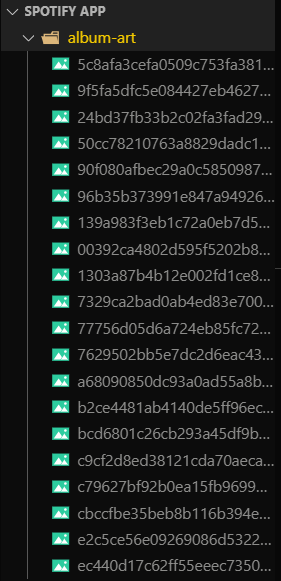 SPOTIFY APP
album-art
5c8afa3cefa0509c753fa381...
9f5fa5dfc5e084427eb4627...
24bd37fb33b2c02fa3fad29...
50cc78210763a8829dadc1...
90f080afbec29a0c5850987...
96b35b373991e847a94926...
139a983f3eb1c72a0eb7d5...
00392ca4802d595f5202b8...
1303a87b4b12e002fd1ce8...
7329ca2bad0ab4ed83e700...
77756d05d6a724eb85fc72...
7629502bb5e7dc2d6eac43...
a68090850dc93a0ad55a8b...
b2ce4481ab4140de5ff96ec...
bcd6801c26cb293a45df9b...
c9cf2d8ed38121cda70aeca...
c79627bf92b0ea15fb9699...
cbccfbe35beb8b116b394e...
e2c5ce56e09269086d5322...
ec440d17c62ff55eeec7350...